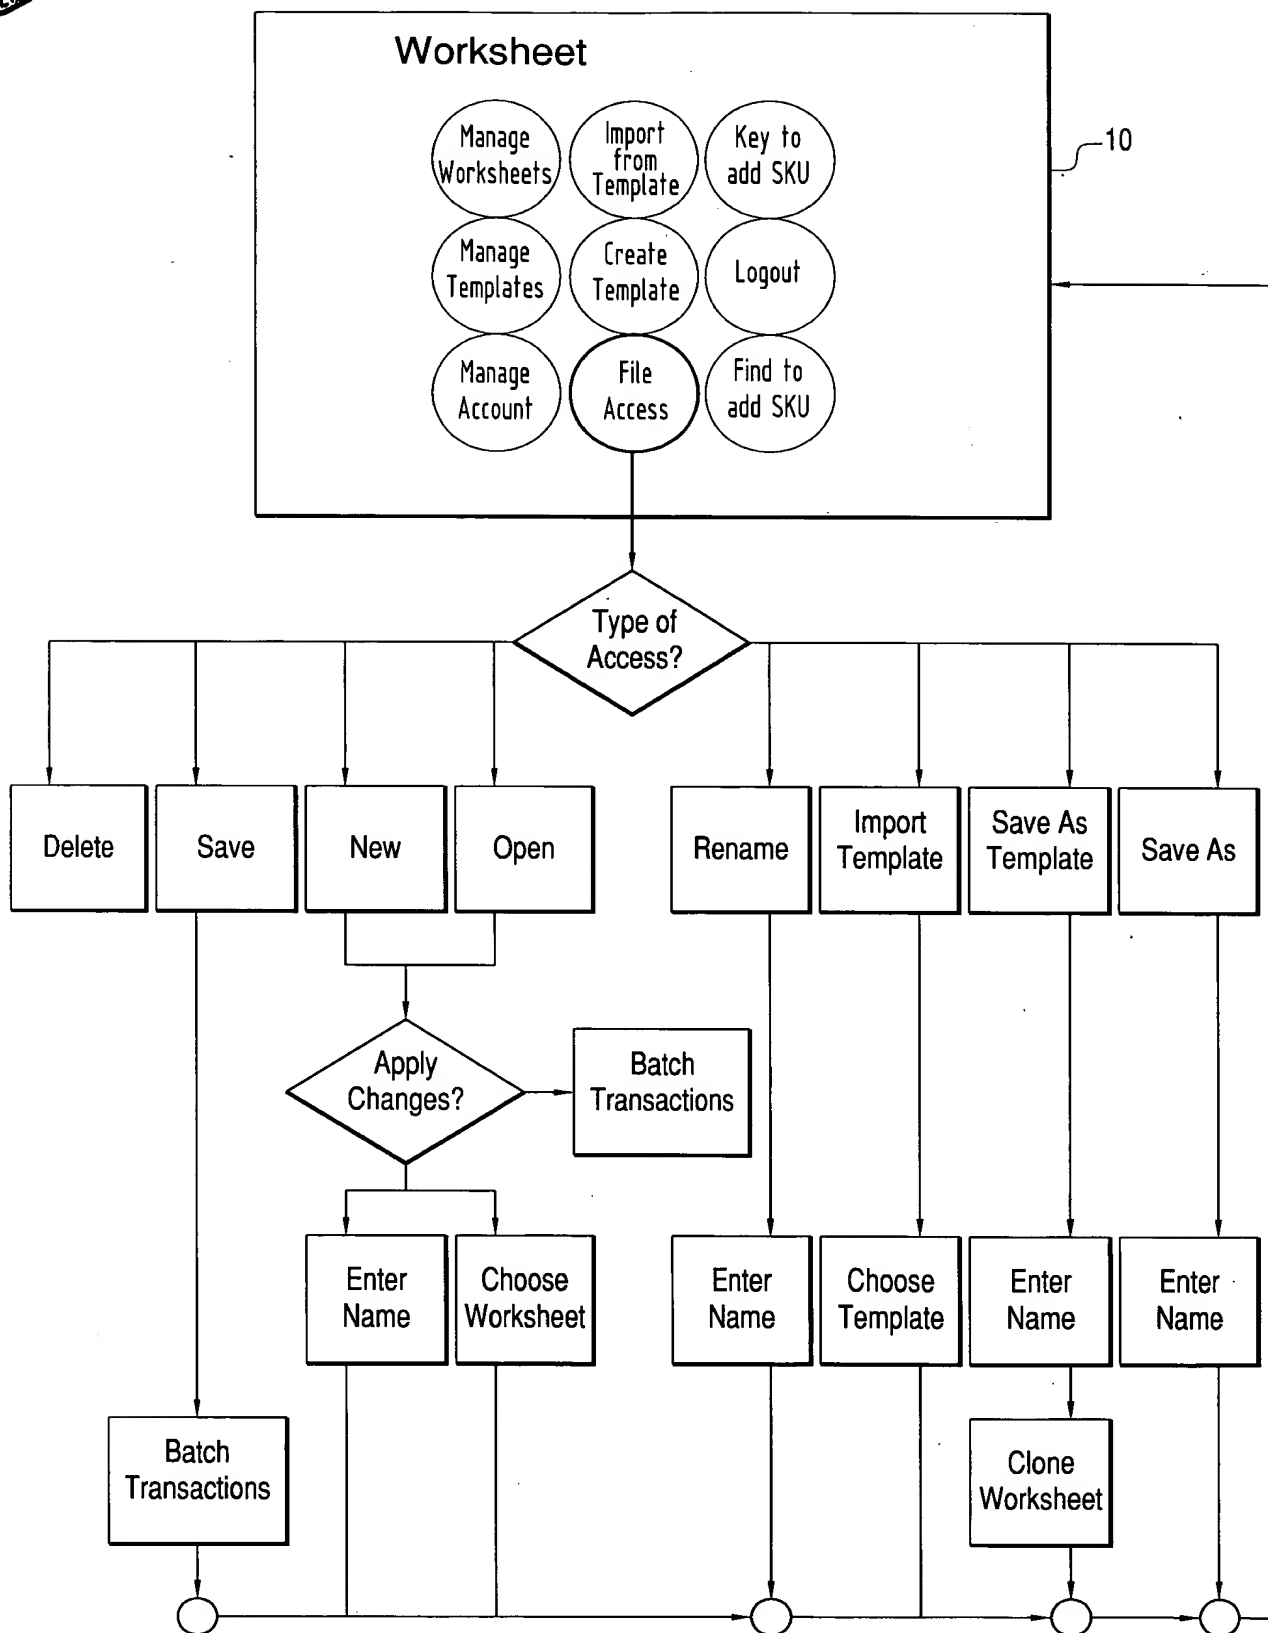 Worksheet
Manage
Worksheets
Import
from
Template
Key to
add SKU
10
Manage
Templates
Create
Template
Logout
Manage
Account
File
Access
Find to
add SKU
Type of
Access?
Delete
Save
New
Open
Rename
Import
Template
Save As
Template
Save As
Apply
Changes?
Batch
Transactions
Enter
Name
Choose
Worksheet
Enter
Name
Choose
Template
Enter
Name
Enter
Name
Batch
Transactions
Clone
Worksheet